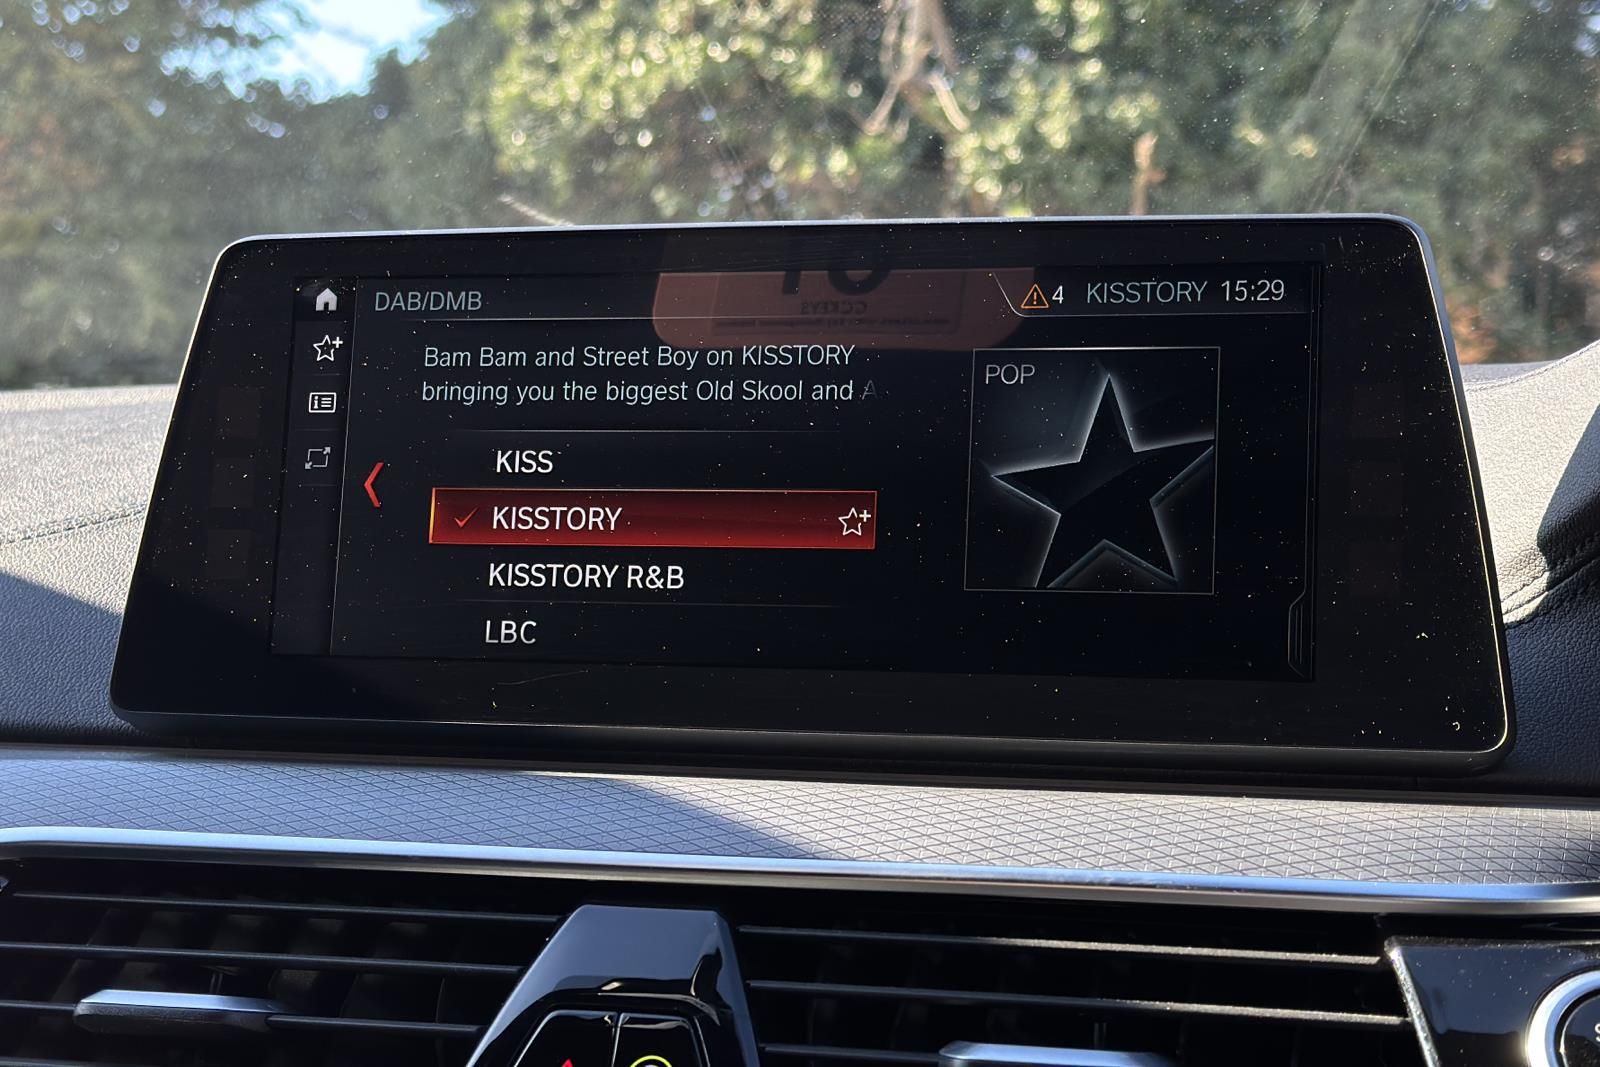 DAB/DMB
4 KISSTORY 15:29
Bam Bam and Street Boy on KISSTORY
bringing you the biggest Old Skool and A
POP
KISS
KISSTORY
KISSTORY R&B
LBC